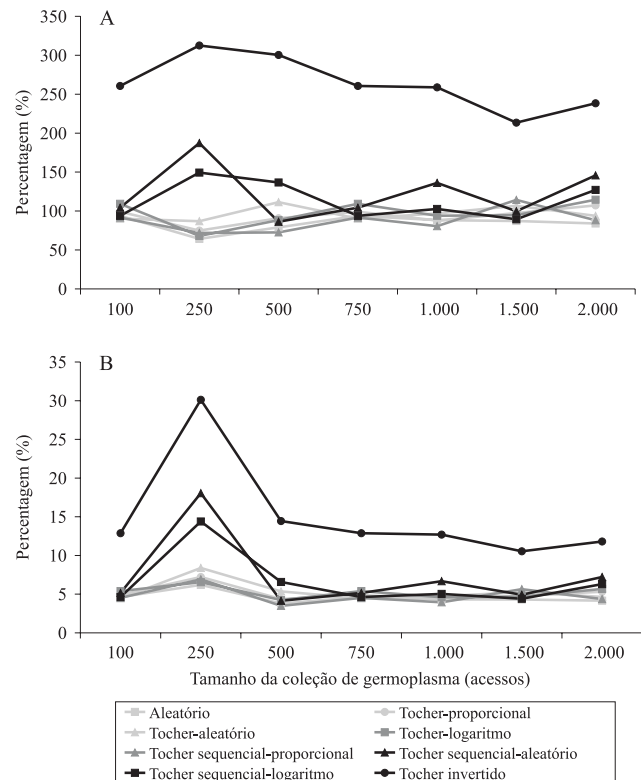 A
Percentagem (%)
350
300
250
200
150
100
50
0
100 250 500 750 1.000 1.500 2.000
B
Percentagem (%)
35
30
25
20
15
10
5
0
100 250 500 750 1.000 1.500 2.000
Tamanho da coleção de germoplasma (acessos)
Aleatório Tocher-proporcional
Tocher-aleatório Tocher-logaritmo
Tocher sequencial-proporcional Tocher sequencial-aleatório
Tocher sequencial-logaritmo Tocher invertido